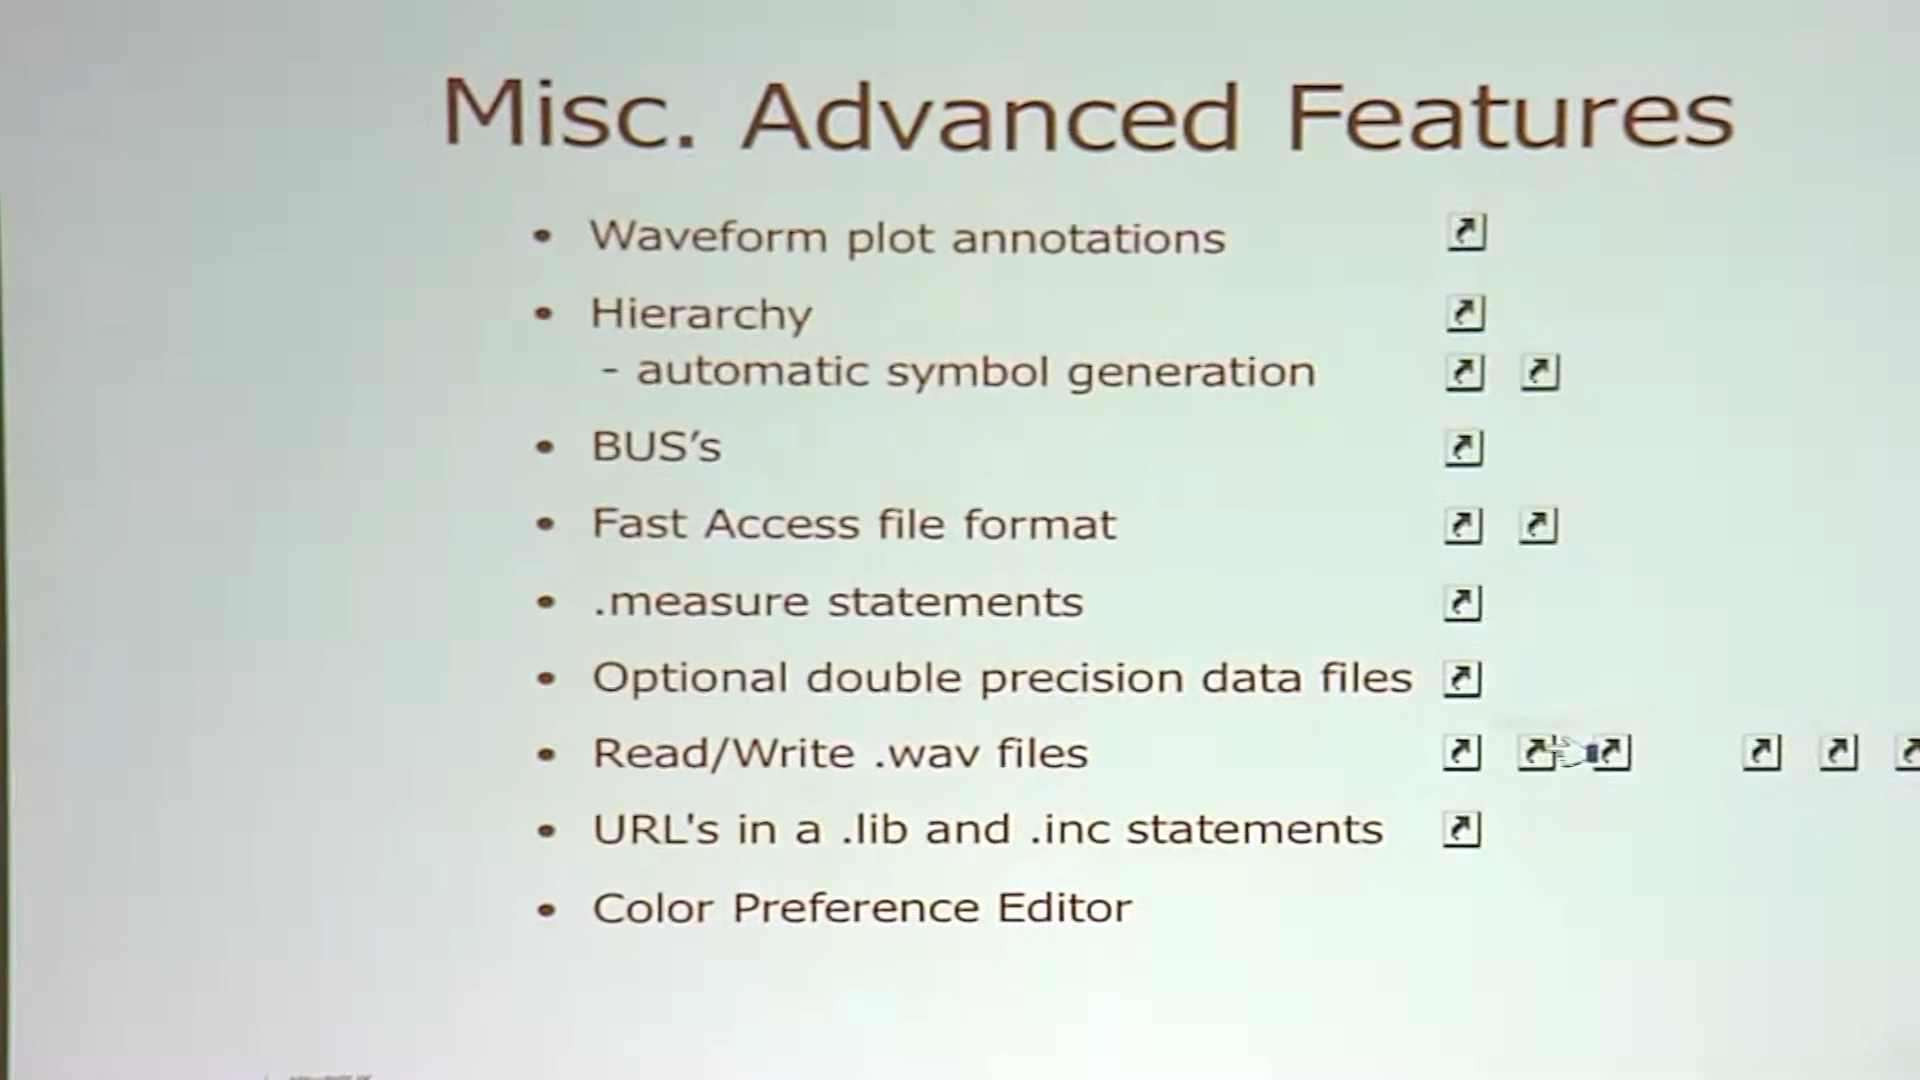 Misc. Advanced Features
• Waveform plot annotations
• Hierarchy
- automatic symbol generation
• BUS’s
• Fast Access file format
• .measure statements
• Optional double precision data files
• Read/Write .wav files
• URL's in a .lib and .inc statements
• Color Preference Editor